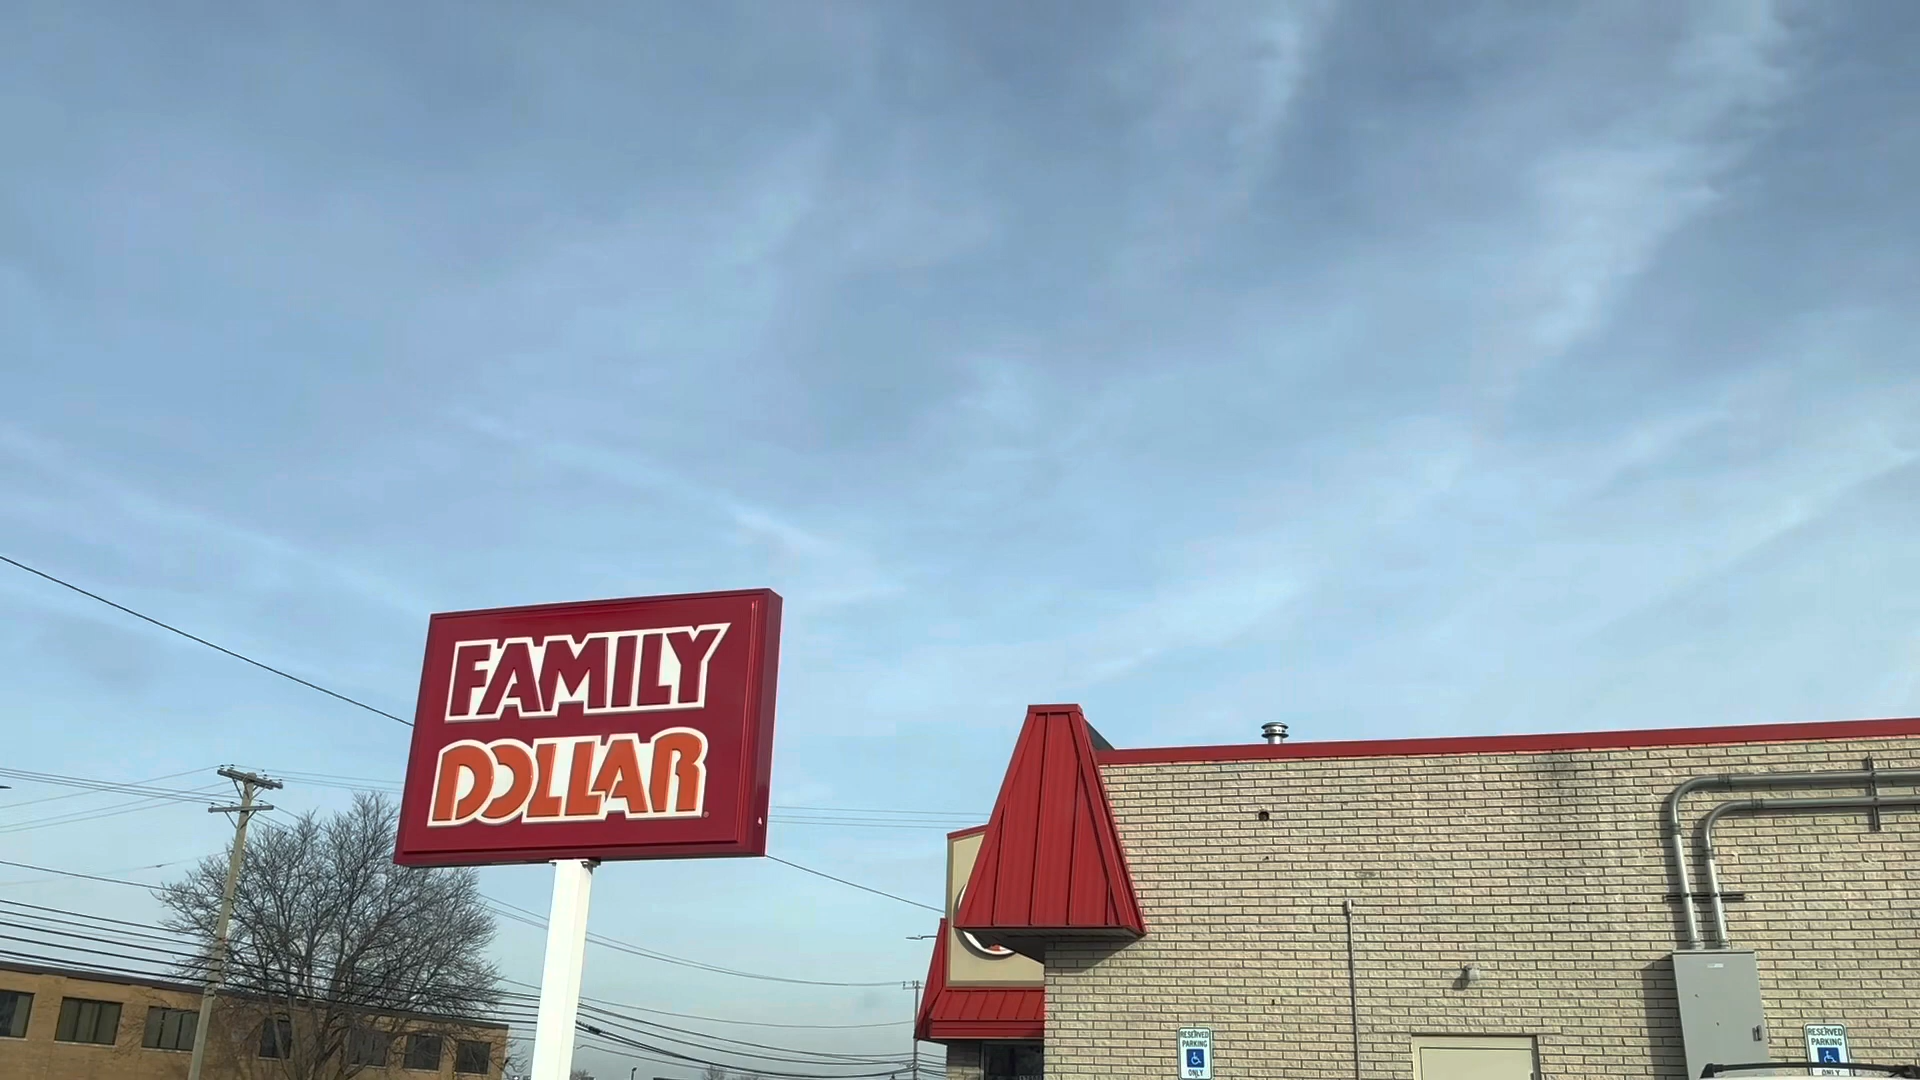 FAMILY
DOLLAR
RESERVED
PARKING
ONLY
RESERVED
PARKING
ONLY